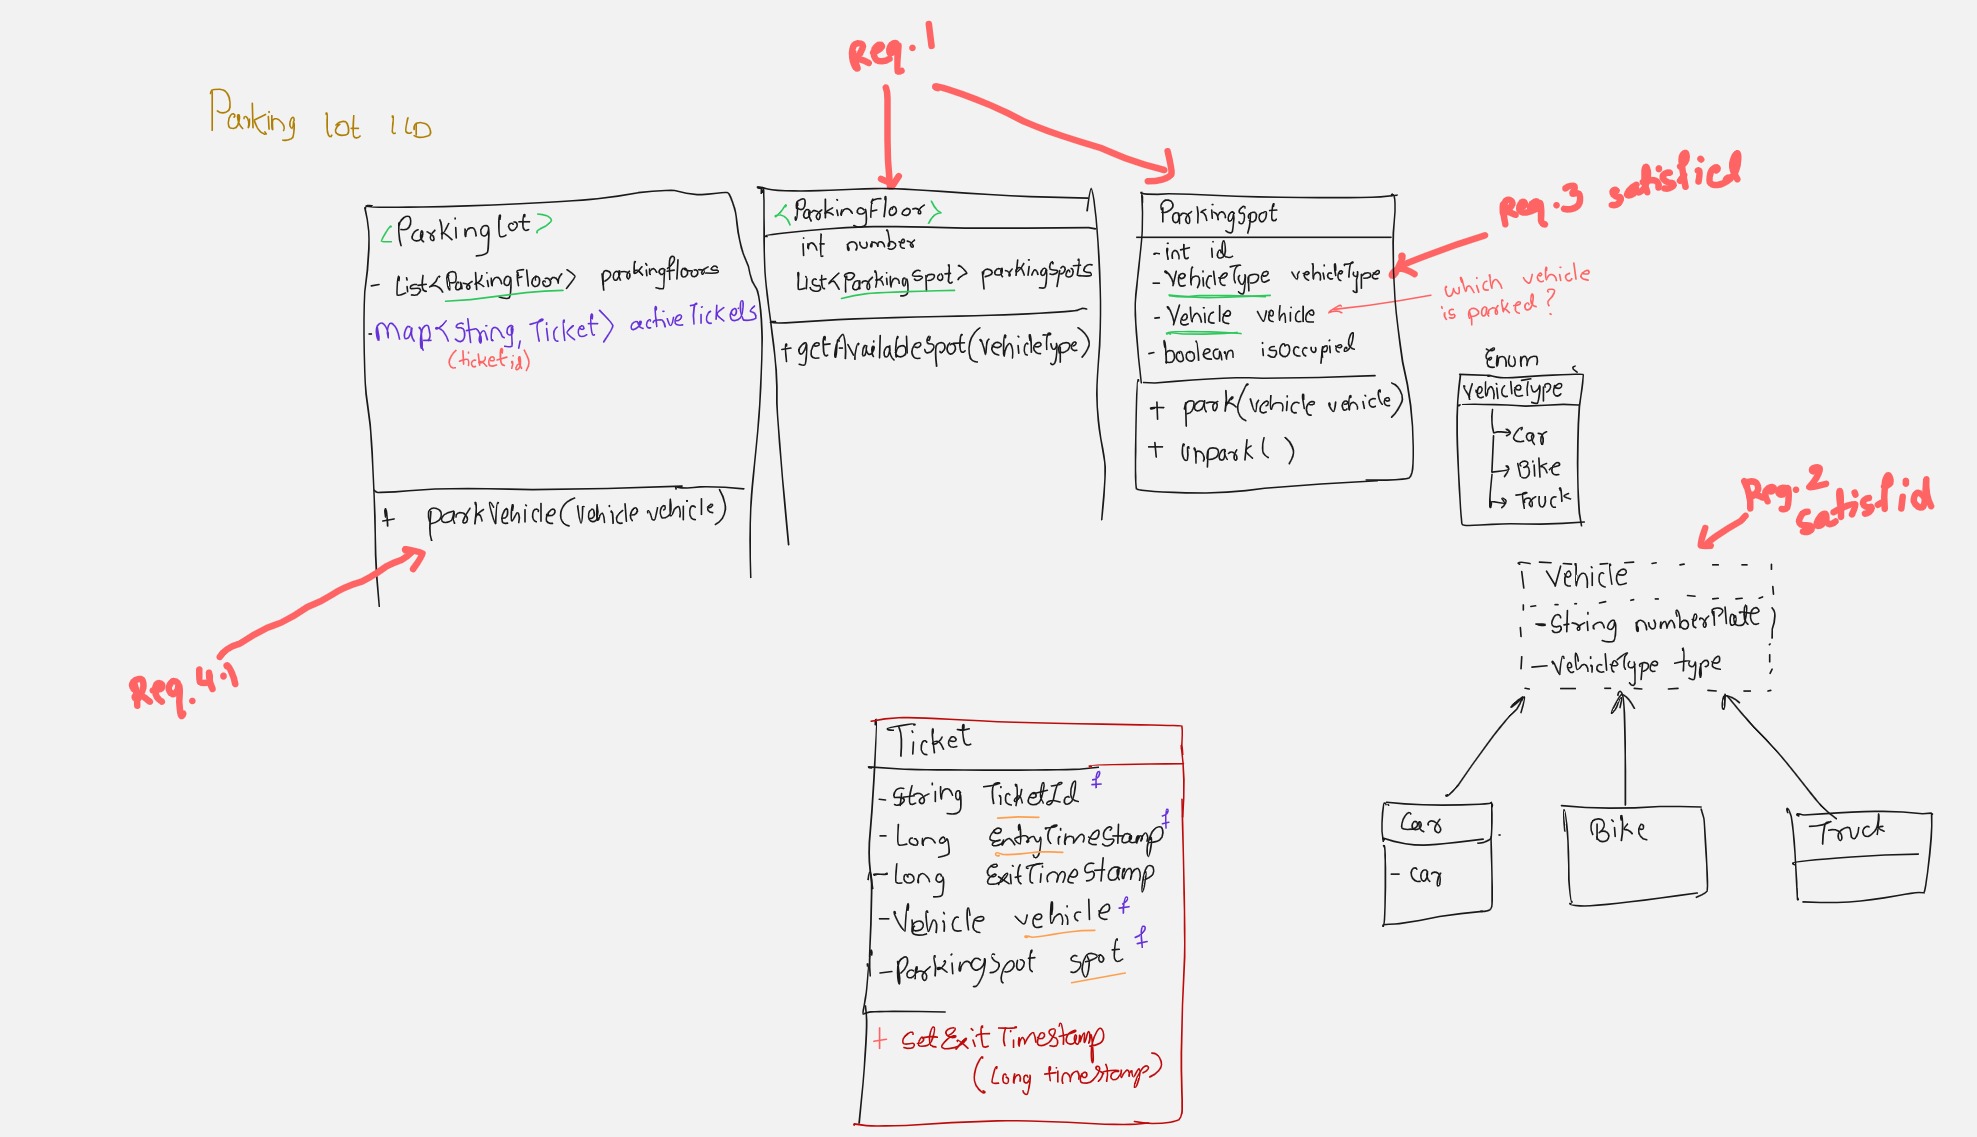 Req. 1
Parking lot LLD
<ParkingLot>
- List<ParkingFloor> parkingfloors
- Map<String, Ticket> activeTickets
(ticket id)
+ parkVehicle(Vehicle vehicle)
Req. 4.1
<ParkingFloor>
int number
List<ParkingSpot> parkingSpots
+ getAvailableSpot(VehicleType)
ParkingSpot
- int id
- VehicleType vehicleType
- Vehicle vehicle
- boolean isOccupied
+ park(Vehicle vehicle)
+ unpark( )
Req. 3 satisfied
which vehicle
is parked?
Enum
VehicleType
Car
Bike
Truck
Req. 2
satisfid
Vehicle
- String numberPlate
- VehicleType type
Car
- car
Bike
Truck
Ticket
- String TicketId f
- Long EntryTimeStamp f
- Long ExitTimeStamp
- Vehicle vehicle f
- ParkingSpot spot f
+ SetExitTimestamp
(Long timestamp)